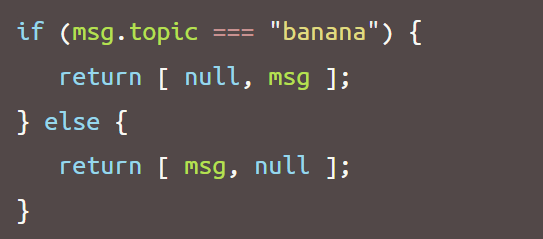 if (msg.topic === "banana") {
   return [ null, msg ];
} else {
   return [ msg, null ];
}